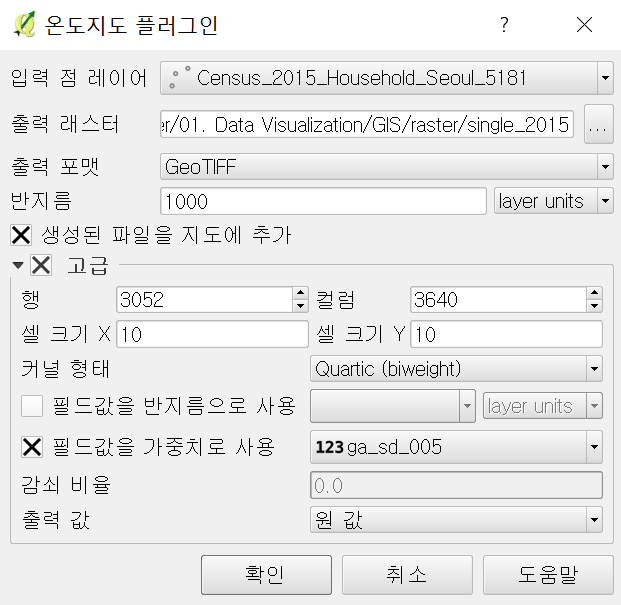 온도지도 플러그인 ?
입력 점 레이어 Census_2015_Household_Seoul_5181
출력 래스터 er/01. Data Visualization/GIS/raster/single_2015 ...
출력 포맷 GeoTIFF
반지름 1000 layer units
생성된 파일을 지도에 추가
고급
행 3052 컬럼 3640
셀 크기 X 10 셀 크기 Y 10
커널 형태 Quartic (biweight)
필드값을 반지름으로 사용 layer units
필드값을 가중치로 사용 123 ga_sd_005
감쇠 비율 0.0
출력 값 원 값
확인 취소 도움말